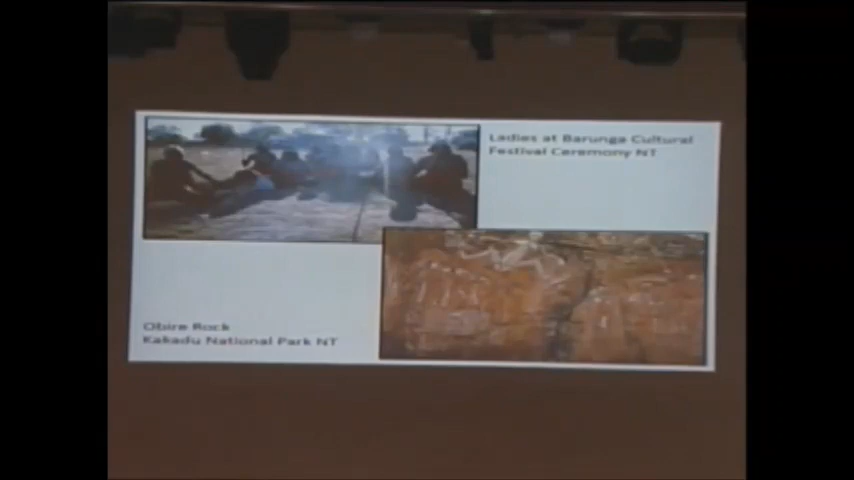 Ladies at Barunga Cultural
Festival Ceremony NT
Obire Rock
Kakadu National Park NT